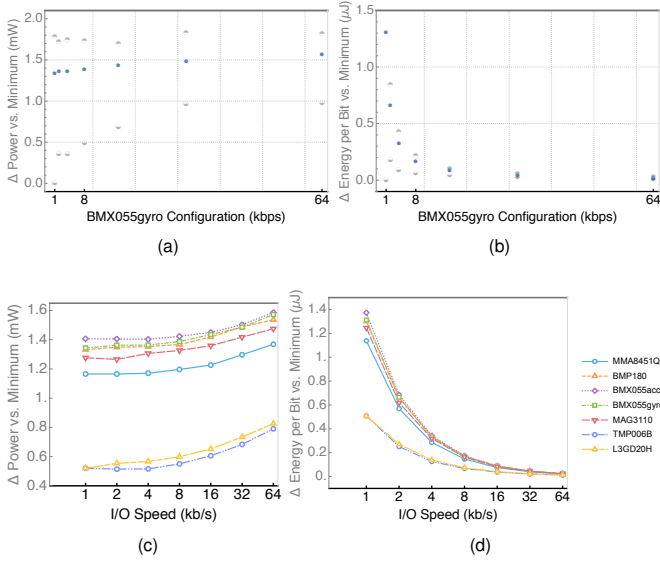 Δ Power vs. Minimum (mW)
2.0
1.5
1.0
0.5
0.0
1 8 64
BMX055gyro Configuration (kbps)
(a)
Δ Energy per Bit vs. Minimum (μJ)
1.5
1.0
0.5
0.0
1 8 64
BMX055gyro Configuration (kbps)
(b)
Δ Power vs. Minimum (mW)
1.6
1.4
1.2
1.0
0.8
0.6
0.4
1 2 4 8 16 32 64
I/O Speed (kb/s)
(c)
Δ Energy per Bit vs. Minimum (μJ)
1.4
1.2
1.0
0.8
0.6
0.4
0.2
0
1 2 4 8 16 32 64
I/O Speed (kb/s)
(d)
MMA8451Q
BMP180
BMX055acc
BMX055gyro
MAG3110
TMP006B
L3GD20H